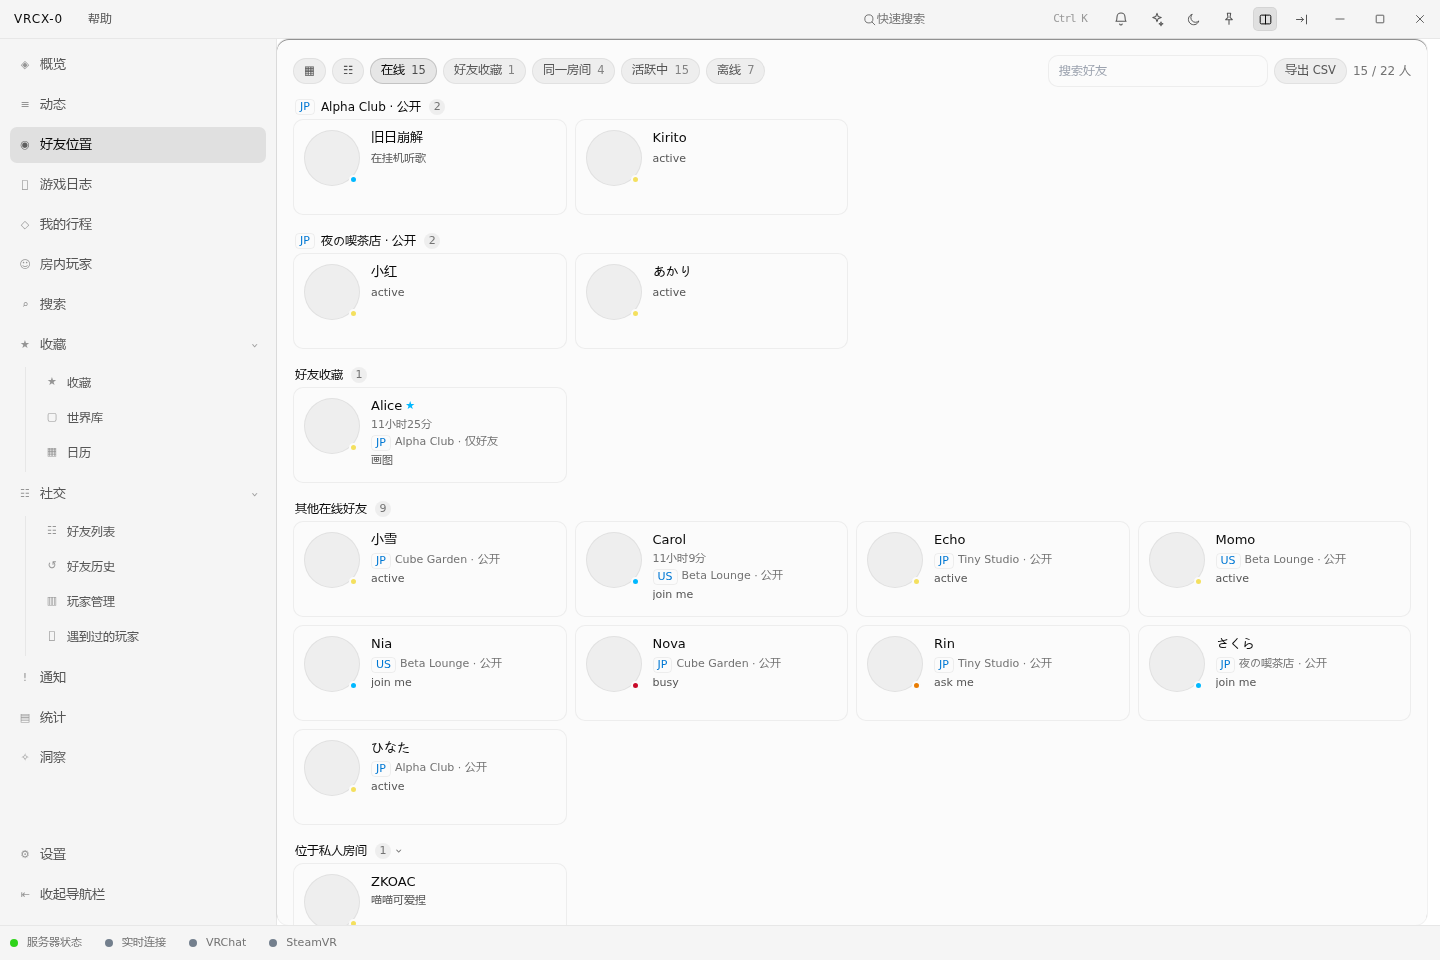 VRCX-0 帮助 快速搜索 Ctrl K
概览
动态
好友位置
游戏日志
我的行程
房内玩家
搜索
收藏
收藏
世界库
日历
社交
好友列表
好友历史
玩家管理
遇到过的玩家
通知
统计
洞察
设置
收起导航栏
在线 15 好友收藏 1 同一房间 4 活跃中 15 离线 7 搜索好友 导出 CSV 15 / 22 人
JP Alpha Club · 公开 2
旧日崩解
在挂机听歌
Kirito
active
JP 夜の喫茶店 · 公开 2
小红
active
あかり
active
好友收藏 1
Alice ★
11小时25分
JP Alpha Club · 仅好友
画图
其他在线好友 9
小雪
JP Cube Garden · 公开
active
Carol
11小时9分
US Beta Lounge · 公开
join me
Echo
JP Tiny Studio · 公开
active
Momo
US Beta Lounge · 公开
active
Nia
US Beta Lounge · 公开
join me
Nova
JP Cube Garden · 公开
busy
Rin
JP Tiny Studio · 公开
ask me
さくら
JP 夜の喫茶店 · 公开
join me
ひなた
JP Alpha Club · 公开
active
位于私人房间 1
ZKOAC
喵喵可爱捏
服务器状态 实时连接 VRChat SteamVR